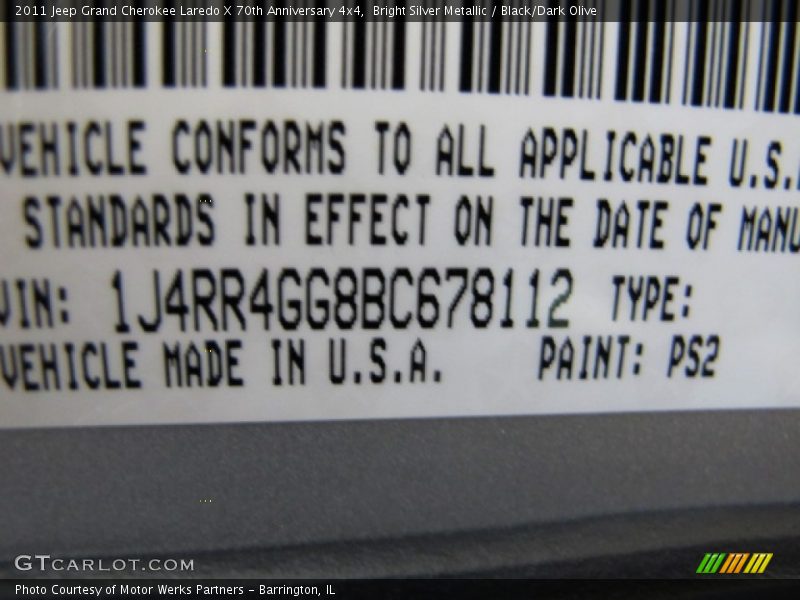 2011 Jeep Grand Cherokee Laredo X 70th Anniversary 4x4,  Bright Silver Metallic / Black/Dark Olive
VEHICLE CONFORMS TO ALL APPLICABLE U.S.
STANDARDS IN EFFECT ON THE DATE OF MANU
VIN: 1J4RR4GG8BC678112 TYPE:
VEHICLE MADE IN U.S.A. PAINT: PS2
GTCARLOT.COM
Photo Courtesy of Motor Werks Partners - Barrington, IL